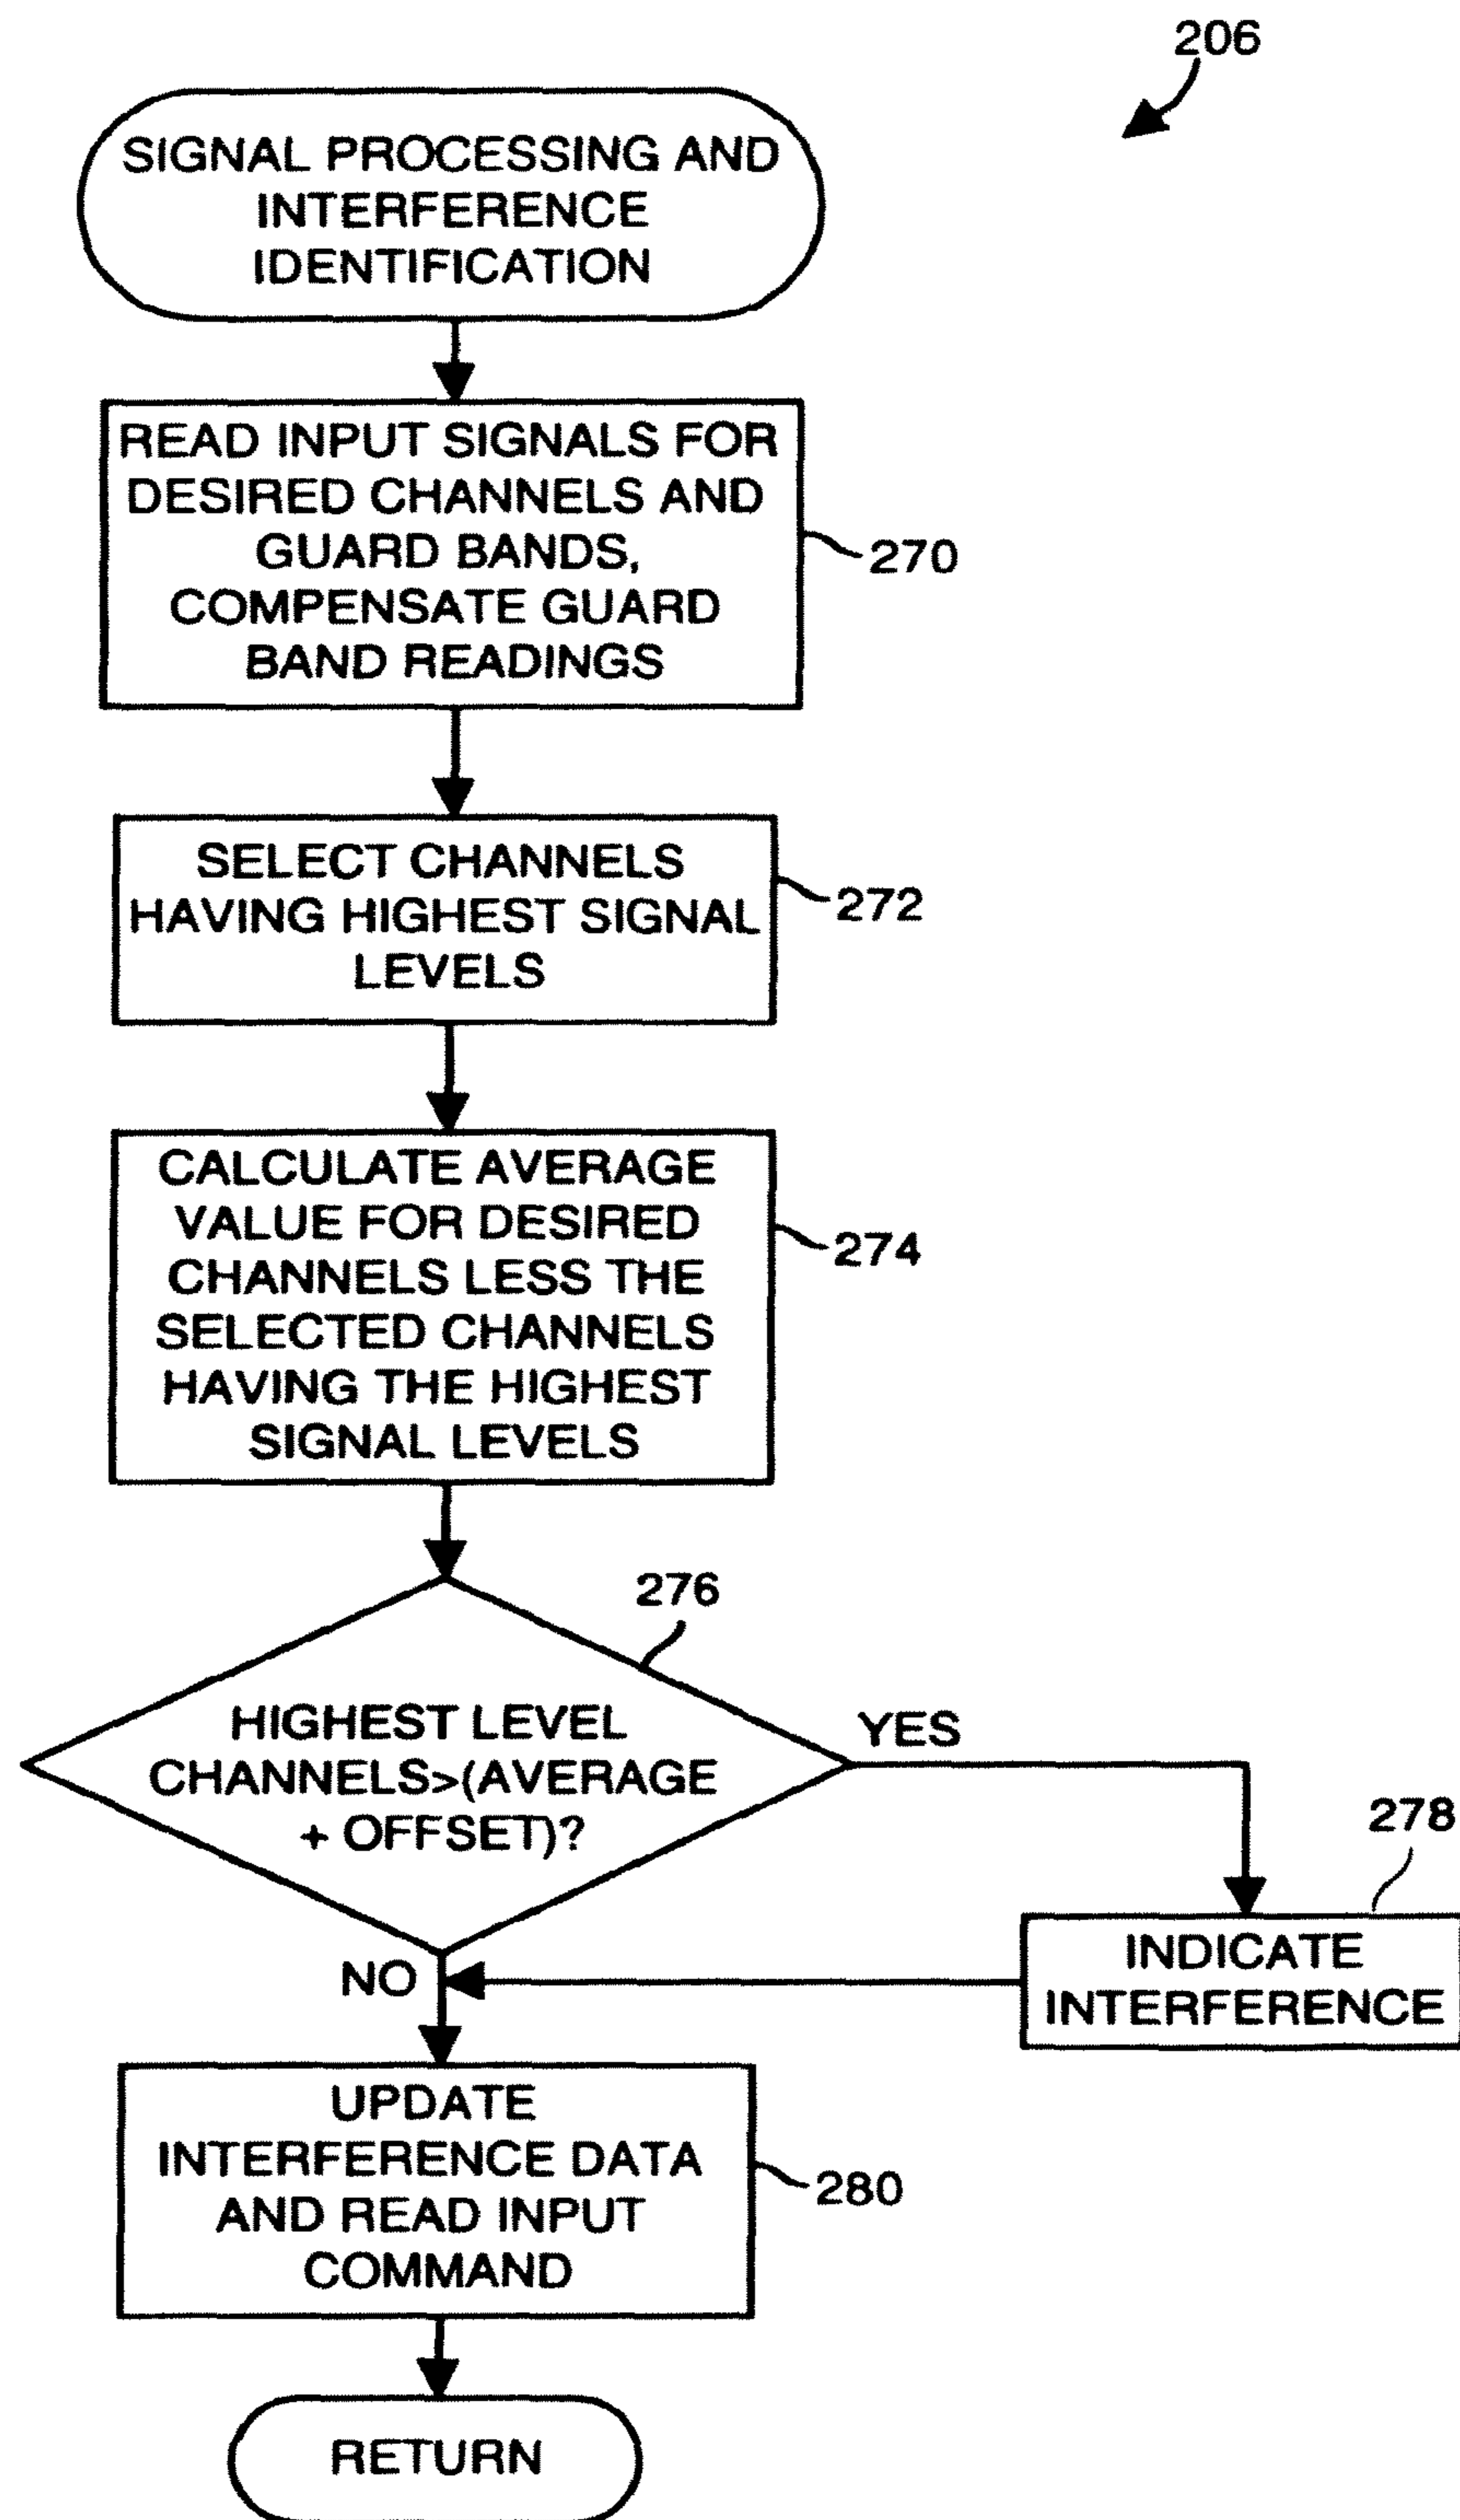 206
SIGNAL PROCESSING AND
INTERFERENCE
IDENTIFICATION
READ INPUT SIGNALS FOR
DESIRED CHANNELS AND
GUARD BANDS,
COMPENSATE GUARD
BAND READINGS
270
SELECT CHANNELS
HAVING HIGHEST SIGNAL
LEVELS
272
CALCULATE AVERAGE
VALUE FOR DESIRED
CHANNELS LESS THE
SELECTED CHANNELS
HAVING THE HIGHEST
SIGNAL LEVELS
274
276
HIGHEST LEVEL
CHANNELS>(AVERAGE
+ OFFSET)?
YES
278
INDICATE
INTERFERENCE
NO
UPDATE
INTERFERENCE DATA
AND READ INPUT
COMMAND
280
RETURN